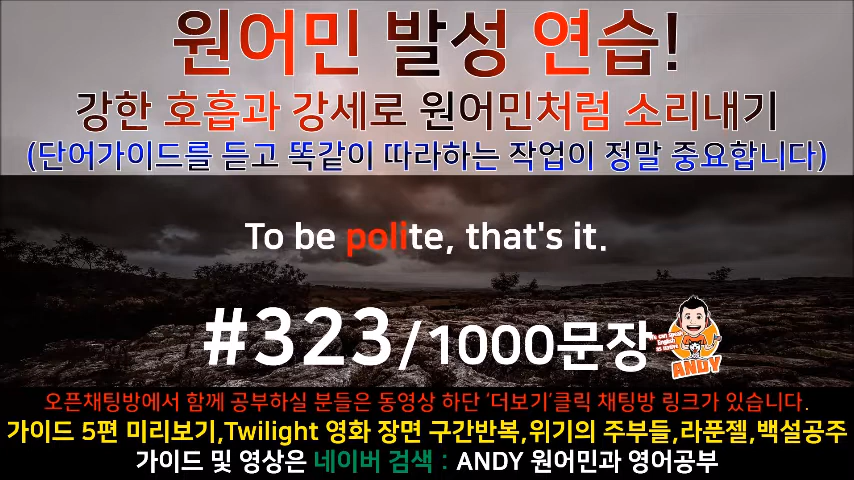 원어민 발성 연습!
강한 호흡과 강세로 원어민처럼 소리내기
(단어가이드를 듣고 똑같이 따라하는 작업이 정말 중요합니다)
To be polite, that's it.
#323/1000문장
We can speak
English
as native
ANDY
오픈채팅방에서 함께 공부하실 분들은 동영상 하단 '더보기'클릭 채팅방 링크가 있습니다.
가이드 5편 미리보기,Twilight 영화 장면 구간반복,위기의 주부들,라푼젤,백설공주
가이드 및 영상은 네이버 검색 : ANDY 원어민과 영어공부